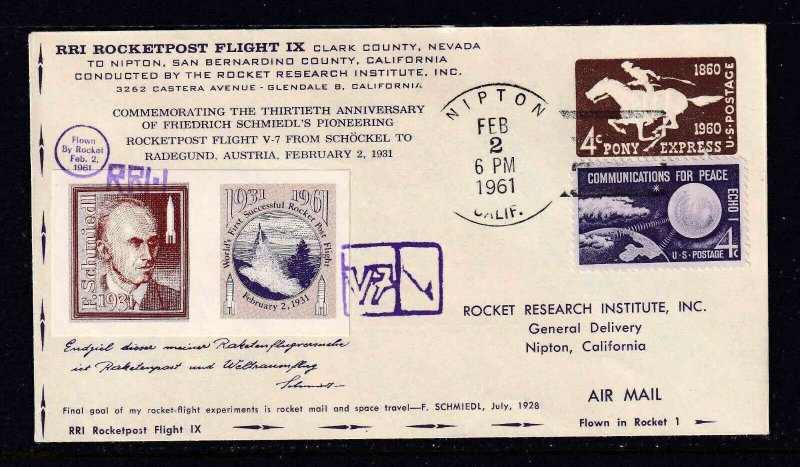 RRI ROCKETPOST FLIGHT IX CLARK COUNTY, NEVADA
TO NIPTON, SAN BERNARDINO COUNTY, CALIFORNIA
CONDUCTED BY THE ROCKET RESEARCH INSTITUTE, INC.
3262 CASTERA AVENUE - GLENDALE 8, CALIFORNIA
COMMEMORATING THE THIRTIETH ANNIVERSARY
OF FRIEDRICH SCHMIEDL'S PIONEERING
ROCKETPOST FLIGHT V-7 FROM SCHÖCKEL TO
RADEGUND, AUSTRIA, FEBRUARY 2, 1931
Flown
By Rocket
Feb. 2,
1961
RRW
NIPTON
FEB
2
6 PM
1961
CALIF.
1860
1960
4¢ PONY EXPRESS
U·S·POSTAGE
COMMUNICATIONS FOR PEACE
ECHO I
U·S·POSTAGE 4¢
F. Schmiedl
1931
1931 1961
World's First Successful Rocket Post Flight
February 2, 1931
Endziel dieser meiner Raketenflugversuche
ist Raketenpost und Weltraumflug
ROCKET RESEARCH INSTITUTE, INC.
General Delivery
Nipton, California
AIR MAIL
Final goal of my rocket-flight experiments is rocket mail and space travel—F. SCHMIEDL, July, 1928
RRI Rocketpost Flight IX
Flown in Rocket 1